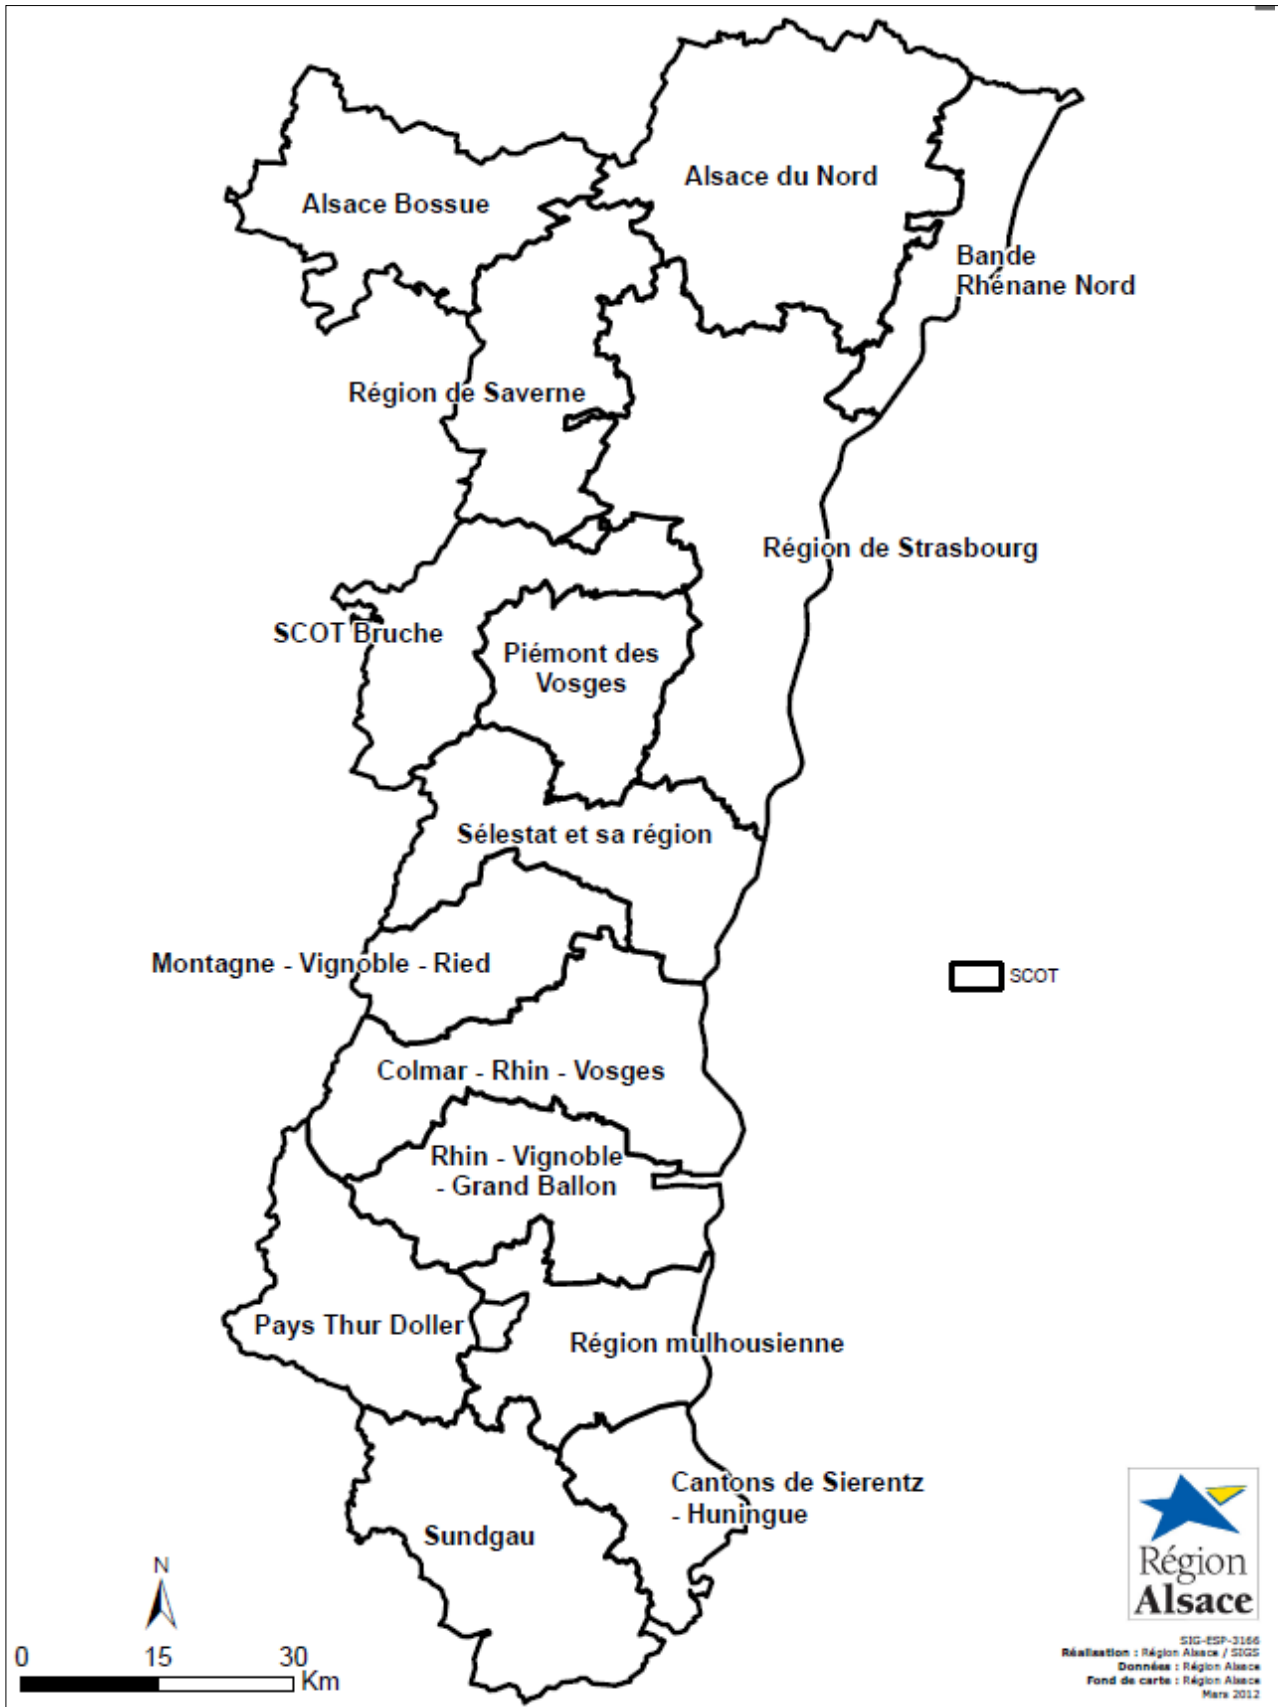 Alsace du Nord
Alsace Bossue
Bande
Rhénane Nord
Région de Saverne
Région de Strasbourg
SCOT Bruche
Piémont des
Vosges
Sélestat et sa région
Montagne - Vignoble - Ried
SCOT
Colmar - Rhin - Vosges
Rhin - Vignoble
- Grand Ballon
Pays Thur Doller
Région mulhousienne
Cantons de Sierentz
- Huningue
Sundgau
N
0 15 30
Km
Région
Alsace
SIG-ESP-3166
Réalisation : Région Alsace / SIGS
Données : Région Alsace
Fond de carte : Région Alsace
Mars 2012